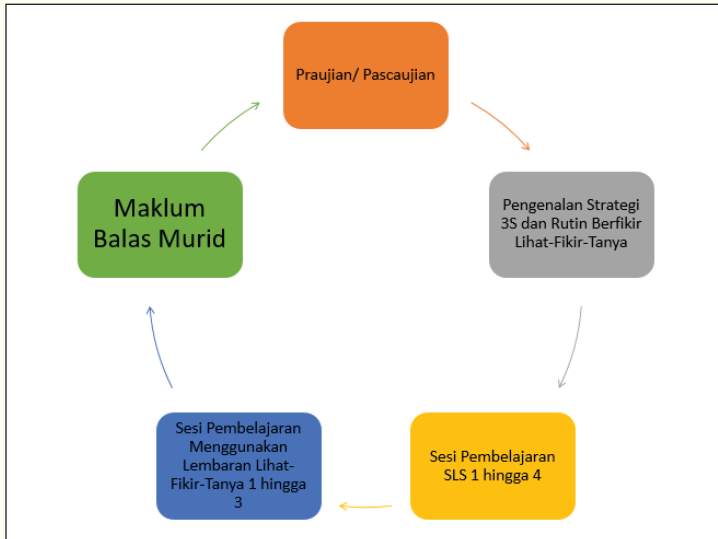 Praujian/ Pascaujian
Pengenalan Strategi
3S dan Rutin Berfikir
Lihat-Fikir-Tanya
Sesi Pembelajaran
SLS 1 hingga 4
Sesi Pembelajaran
Menggunakan
Lembaran Lihat-
Fikir-Tanya 1 hingga
3
Maklum
Balas Murid